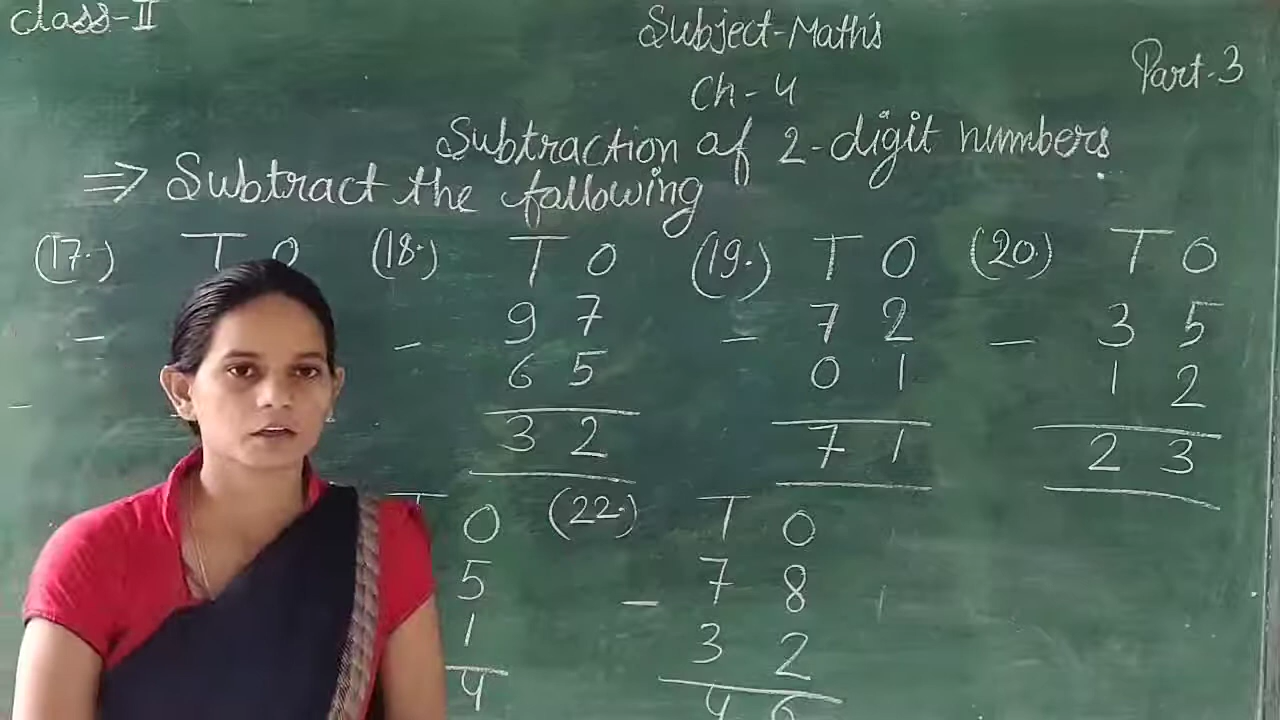 Class-II
Subject-Maths
Part-3
Ch-4
Subtraction of 2-digit numbers.
⇒ Subtract the following
(17.) T O (18.) T O (19.) T O (20.) T O
- - 9 7 - 7 2 - 3 5
6 5 0 1 1 2
3 2 7 1 2 3
T O (22.) T O
5 - 7 8
1 3 2
4 4 6